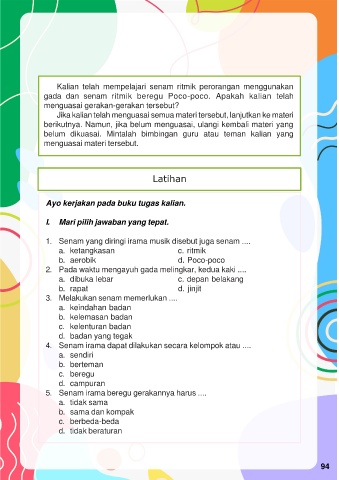 Kalian telah mempelajari senam ritmik perorangan menggunakan
gada dan senam ritmik beregu Poco-poco. Apakah kalian telah
menguasai gerakan-gerakan tersebut?
Jika kalian telah menguasai semua materi tersebut, lanjutkan ke materi
berikutnya. Namun, jika belum menguasai, ulangi kembali materi yang
belum dikuasai. Mintalah bimbingan guru atau teman kalian yang
menguasai materi tersebut.
Latihan
Ayo kerjakan pada buku tugas kalian.
I. Mari pilih jawaban yang tepat.
1. Senam yang diringi irama musik disebut juga senam ....
a. ketangkasan c. ritmik
b. aerobik d. Poco-poco
2. Pada waktu mengayuh gada melingkar, kedua kaki ....
a. dibuka lebar c. depan belakang
b. rapat d. jinjit
3. Melakukan senam memerlukan ....
a. keindahan badan
b. kelemasan badan
c. kelenturan badan
d. badan yang tegak
4. Senam irama dapat dilakukan secara kelompok atau ....
a. sendiri
b. berteman
c. beregu
d. campuran
5. Senam irama beregu gerakannya harus ....
a. tidak sama
b. sama dan kompak
c. berbeda-beda
d. tidak beraturan
94